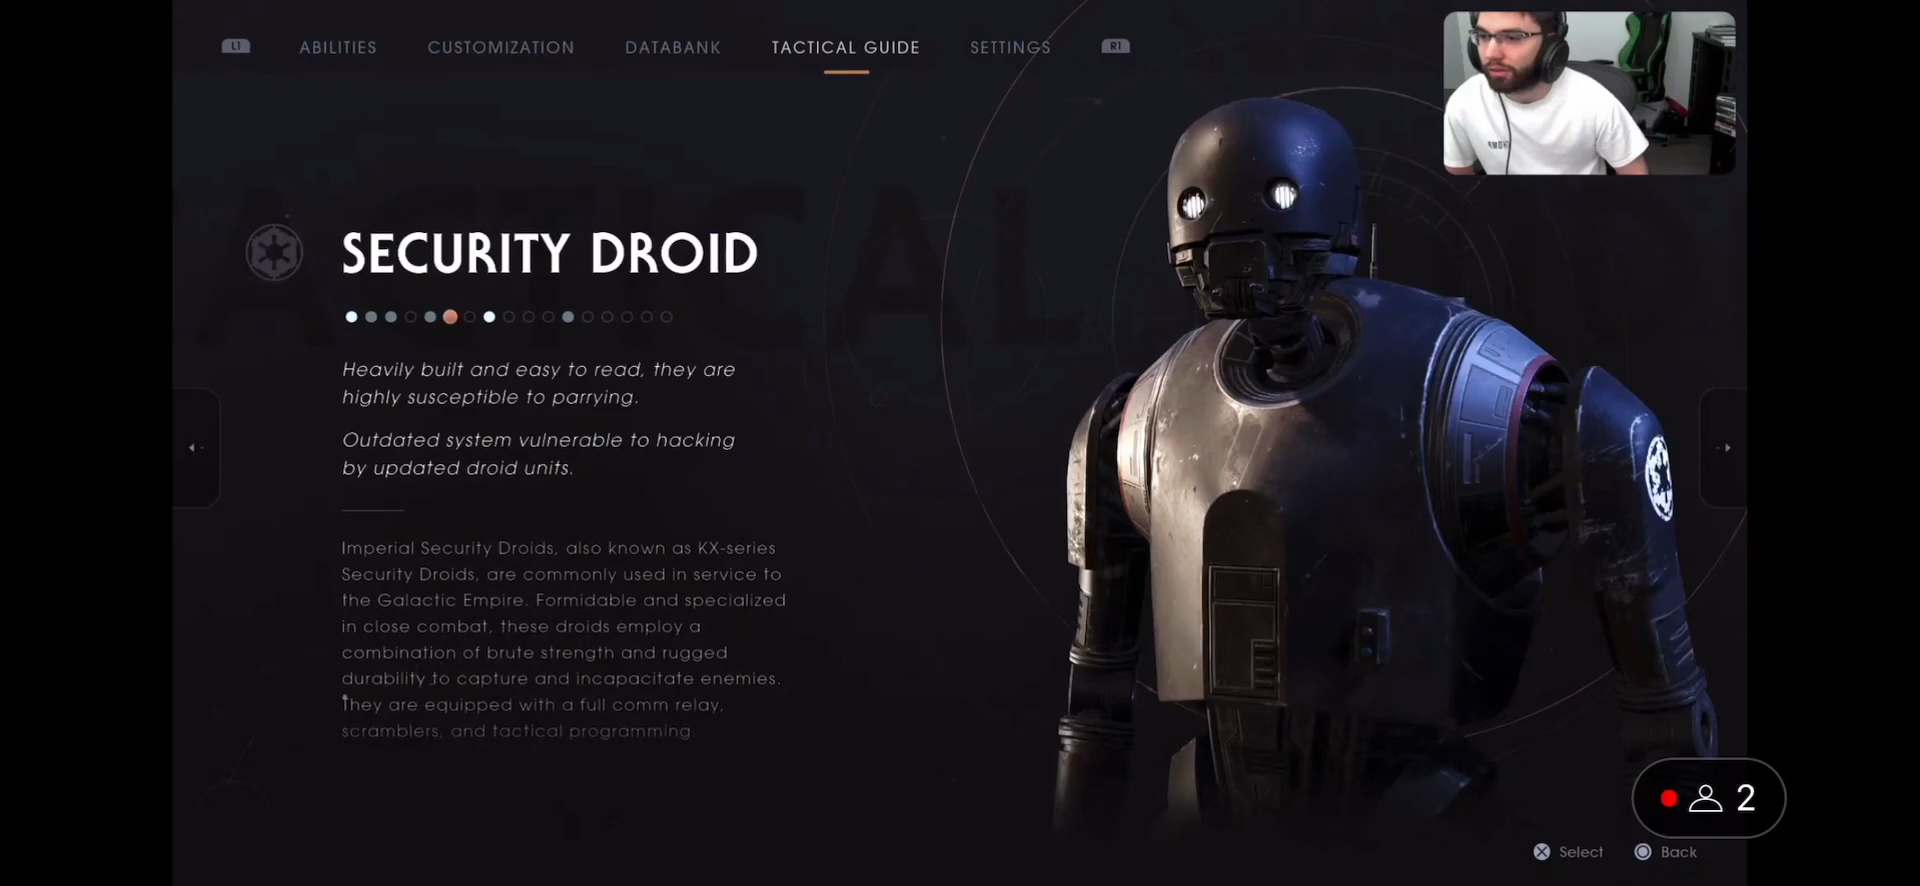 L1 ABILITIES CUSTOMIZATION DATABANK TACTICAL GUIDE SETTINGS R1
TACTICAL
SECURITY DROID
Heavily built and easy to read, they are
highly susceptible to parrying.
Outdated system vulnerable to hacking
by updated droid units.
Imperial Security Droids, also known as KX-series
Security Droids, are commonly used in service to
the Galactic Empire. Formidable and specialized
in close combat, these droids employ a
combination of brute strength and rugged
durability to capture and incapacitate enemies.
They are equipped with a full comm relay,
scramblers, and tactical programming.
2
Select Back